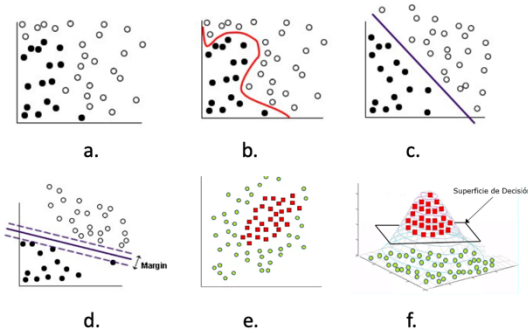 a.
b.
c.
Margin
Superficie de Decisión
d.
e.
f.